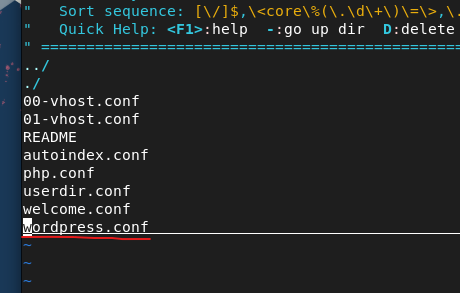 "   Sort sequence: [\/]$,\<core\%(\.\d\+\)\=\>,\.
"   Quick Help: <F1>:help  -:go up dir  D:delete
" ==================================================
../
./
00-vhost.conf
01-vhost.conf
README
autoindex.conf
php.conf
userdir.conf
welcome.conf
wordpress.conf
~
~
~